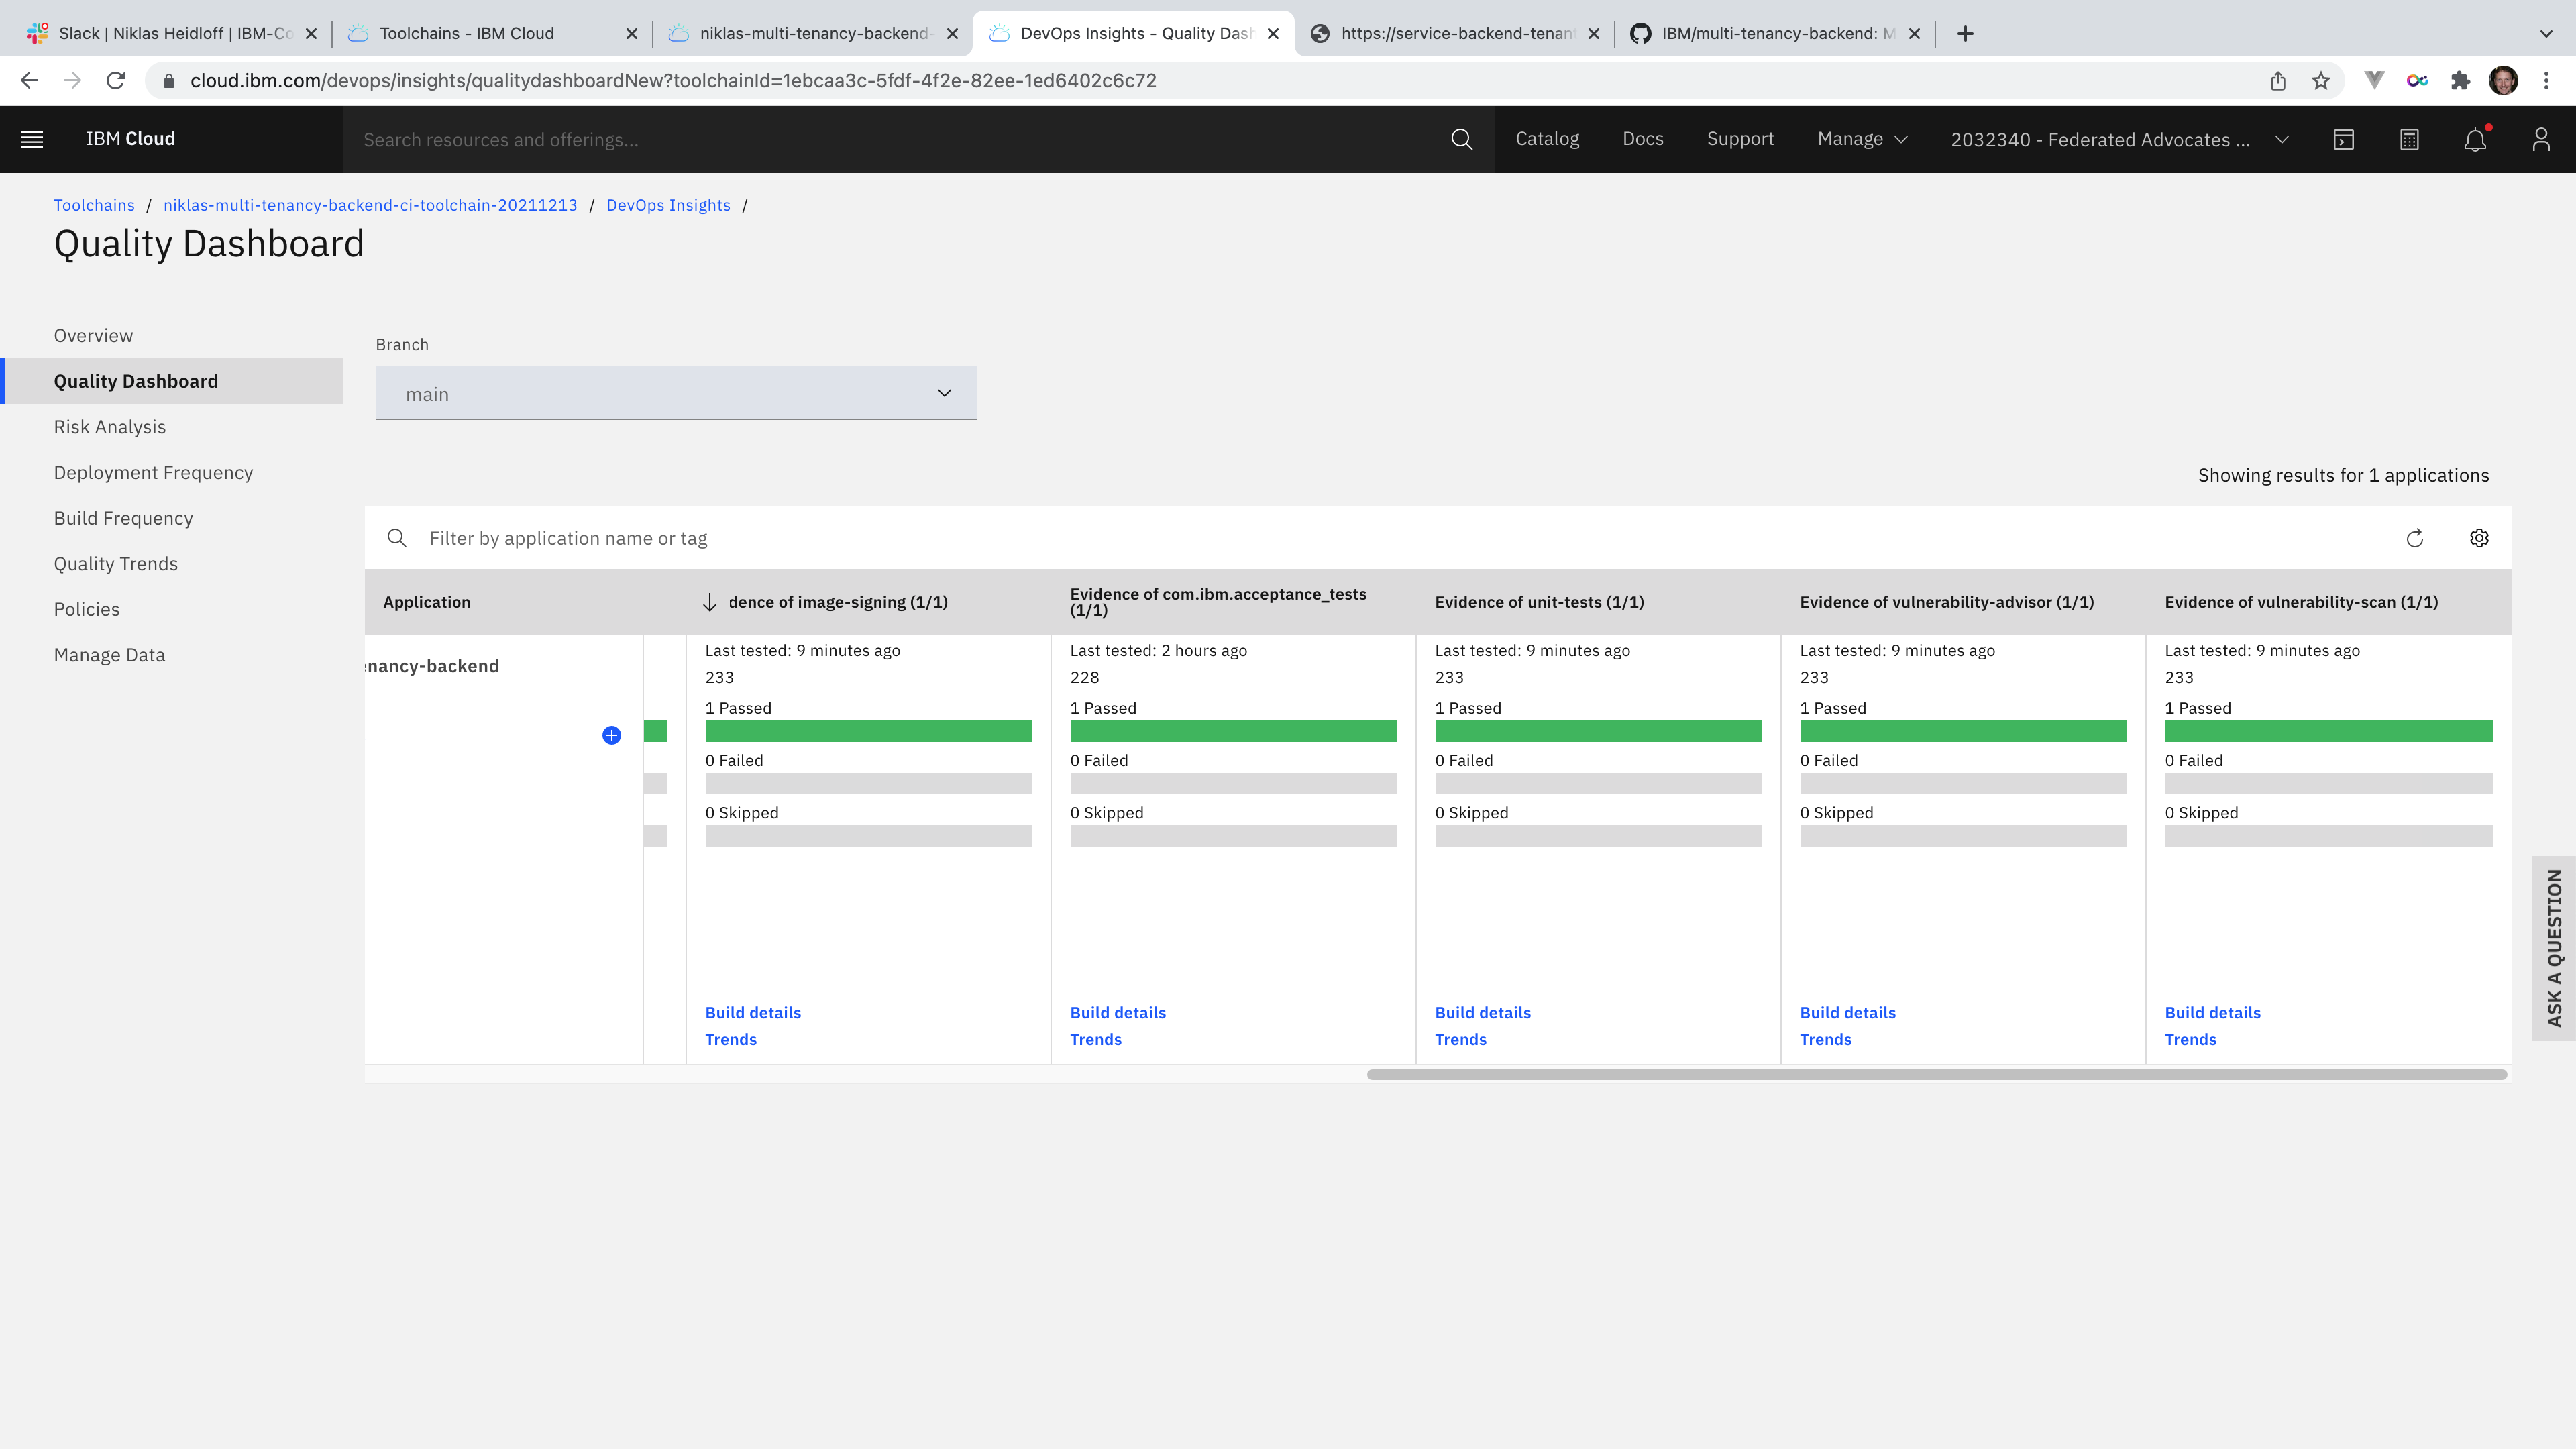 Slack | Niklas Heidloff | IBM-Co
Toolchains - IBM Cloud
niklas-multi-tenancy-backend-
DevOps Insights - Quality Dash
https://service-backend-tenant
IBM/multi-tenancy-backend: M
cloud.ibm.com/devops/insights/qualitydashboardNew?toolchainId=1ebcaa3c-5fdf-4f2e-82ee-1ed6402c6c72
IBM Cloud
Search resources and offerings...
Catalog
Docs
Support
Manage
2032340 - Federated Advocates ...
Toolchains / niklas-multi-tenancy-backend-ci-toolchain-20211213 / DevOps Insights /
Quality Dashboard
Overview
Quality Dashboard
Risk Analysis
Deployment Frequency
Build Frequency
Quality Trends
Policies
Manage Data
Branch
main
Showing results for 1 applications
Filter by application name or tag
Application
dence of image-signing (1/1)
Evidence of com.ibm.acceptance_tests
(1/1)
Evidence of unit-tests (1/1)
Evidence of vulnerability-advisor (1/1)
Evidence of vulnerability-scan (1/1)
enancy-backend
Last tested: 9 minutes ago
233
1 Passed
0 Failed
0 Skipped
Build details
Trends
Last tested: 2 hours ago
228
1 Passed
0 Failed
0 Skipped
Build details
Trends
Last tested: 9 minutes ago
233
1 Passed
0 Failed
0 Skipped
Build details
Trends
Last tested: 9 minutes ago
233
1 Passed
0 Failed
0 Skipped
Build details
Trends
Last tested: 9 minutes ago
233
1 Passed
0 Failed
0 Skipped
Build details
Trends
ASK A QUESTION